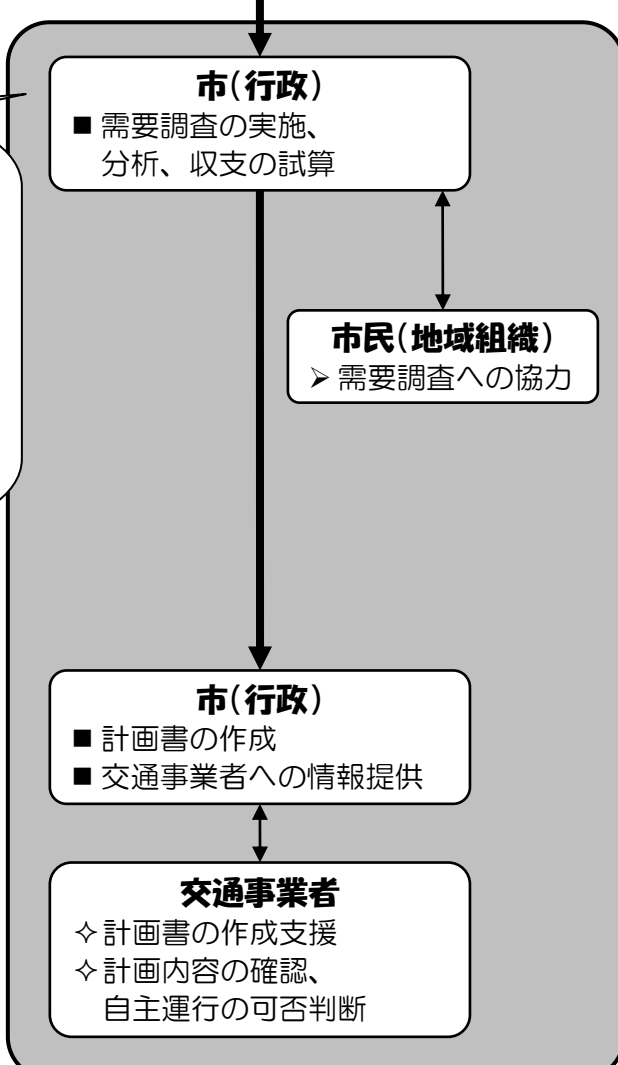 市(行政)
■ 需要調査の実施、
分析、収支の試算
市民(地域組織)
➢ 需要調査への協力
市(行政)
■ 計画書の作成
■ 交通事業者への情報提供
交通事業者
✧計画書の作成支援
✧計画内容の確認、
自主運行の可否判断